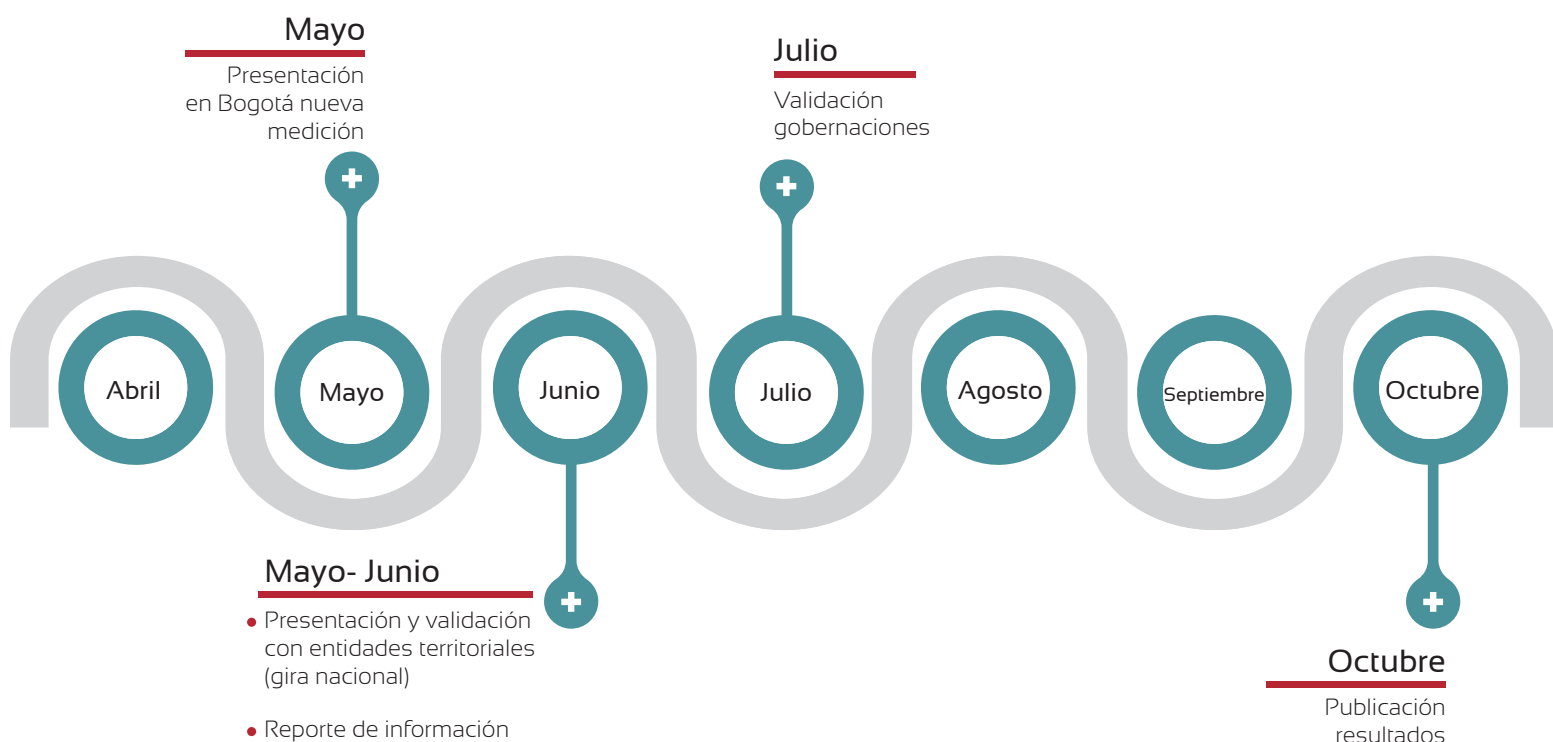 Mayo
Presentación
en Bogotá nueva
medición
Julio
Validación
gobernaciones
Abril
Mayo
Junio
Julio
Agosto
Septiembre
Octubre
Mayo- Junio
• Presentación y validación
con entidades territoriales
(gira nacional)
• Reporte de información
Octubre
Publicación
resultados